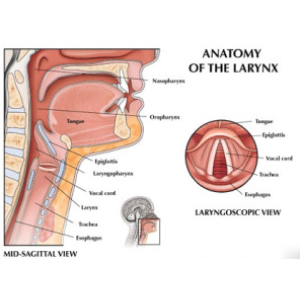 ANATOMY
OF THE LARYNX
Nasopharynx
Oropharynx
Tongue
Epiglottis
Laryngopharynx
Vocal cord
Larynx
Trachea
Esophagus
MID-SAGITTAL VIEW
Tongue
Epiglottis
Vocal cord
Trachea
Esophagus
LARYNGOSCOPIC VIEW